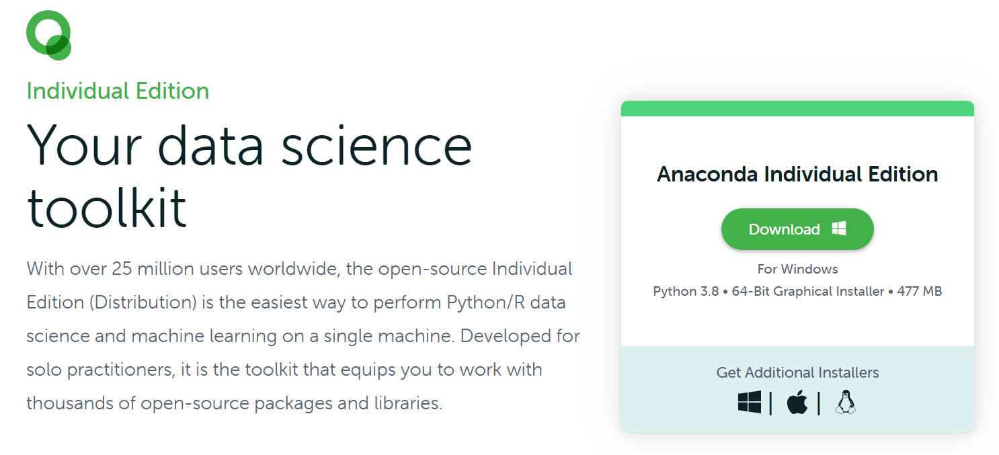 Individual Edition
Your data science
toolkit
With over 25 million users worldwide, the open-source Individual
Edition (Distribution) is the easiest way to perform Python/R data
science and machine learning on a single machine. Developed for
solo practitioners, it is the toolkit that equips you to work with
thousands of open-source packages and libraries.
Anaconda Individual Edition
Download
For Windows
Python 3.8 • 64-Bit Graphical Installer • 477 MB
Get Additional Installers